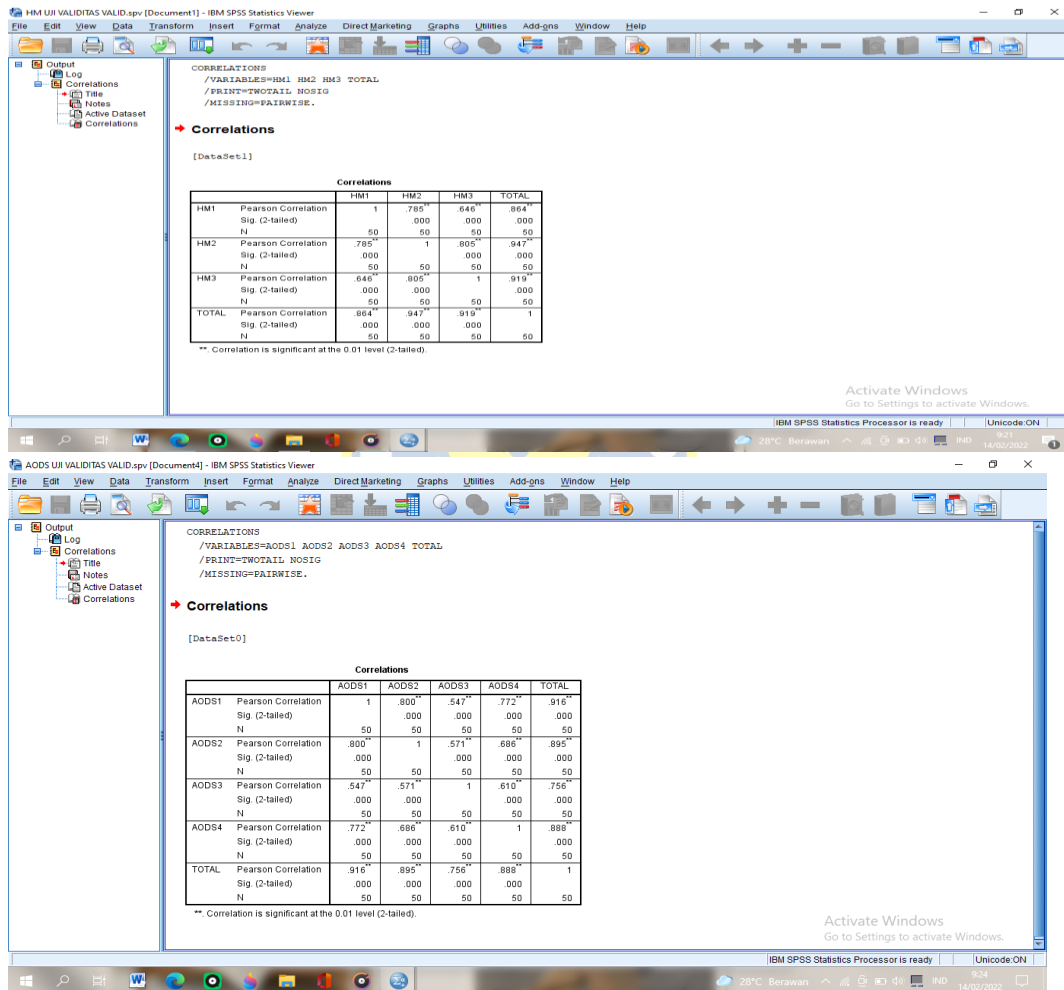 HM UJI VALIDITAS VALID.spv [Document1] - IBM SPSS Statistics Viewer
File Edit View Data Transform Insert Format Analyze Direct Marketing Graphs Utilities Add-ons Window Help
Output
Log
Correlations
Title
Notes
Active Dataset
Correlations
CORRELATIONS
/VARIABLES=HM1 HM2 HM3 TOTAL
/PRINT=TWOTAIL NOSIG
/MISSING=PAIRWISE.
Correlations
[DataSet1]
Correlations
HM1 HM2 HM3 TOTAL
HM1 Pearson Correlation 1 .785** .646** .864**
Sig. (2-tailed) .000 .000 .000
N 50 50 50 50
HM2 Pearson Correlation .785** 1 .805** .947**
Sig. (2-tailed) .000 .000 .000
N 50 50 50 50
HM3 Pearson Correlation .646** .805** 1 .919**
Sig. (2-tailed) .000 .000 .000
N 50 50 50 50
TOTAL Pearson Correlation .864** .947** .919** 1
Sig. (2-tailed) .000 .000 .000
N 50 50 50 50
**. Correlation is significant at the 0.01 level (2-tailed).
Activate Windows
Go to Settings to activate Windows.
IBM SPSS Statistics Processor is ready Unicode:ON
28°C Berawan IND 9:21
14/02/2022
AODS UJI VALIDITAS VALID.spv [Document4] - IBM SPSS Statistics Viewer
File Edit View Data Transform Insert Format Analyze Direct Marketing Graphs Utilities Add-ons Window Help
Output
Log
Correlations
Title
Notes
Active Dataset
Correlations
CORRELATIONS
/VARIABLES=AODS1 AODS2 AODS3 AODS4 TOTAL
/PRINT=TWOTAIL NOSIG
/MISSING=PAIRWISE.
Correlations
[DataSet0]
Correlations
AODS1 AODS2 AODS3 AODS4 TOTAL
AODS1 Pearson Correlation 1 .800** .547** .772** .916**
Sig. (2-tailed) .000 .000 .000 .000
N 50 50 50 50 50
AODS2 Pearson Correlation .800** 1 .571** .686** .895**
Sig. (2-tailed) .000 .000 .000 .000
N 50 50 50 50 50
AODS3 Pearson Correlation .547** .571** 1 .610** .756**
Sig. (2-tailed) .000 .000 .000 .000
N 50 50 50 50 50
AODS4 Pearson Correlation .772** .686** .610** 1 .888**
Sig. (2-tailed) .000 .000 .000 .000
N 50 50 50 50 50
TOTAL Pearson Correlation .916** .895** .756** .888** 1
Sig. (2-tailed) .000 .000 .000 .000
N 50 50 50 50 50
**. Correlation is significant at the 0.01 level (2-tailed).
Activate Windows
Go to Settings to activate Windows.
IBM SPSS Statistics Processor is ready Unicode:ON
28°C Berawan IND 9:24
14/02/2022